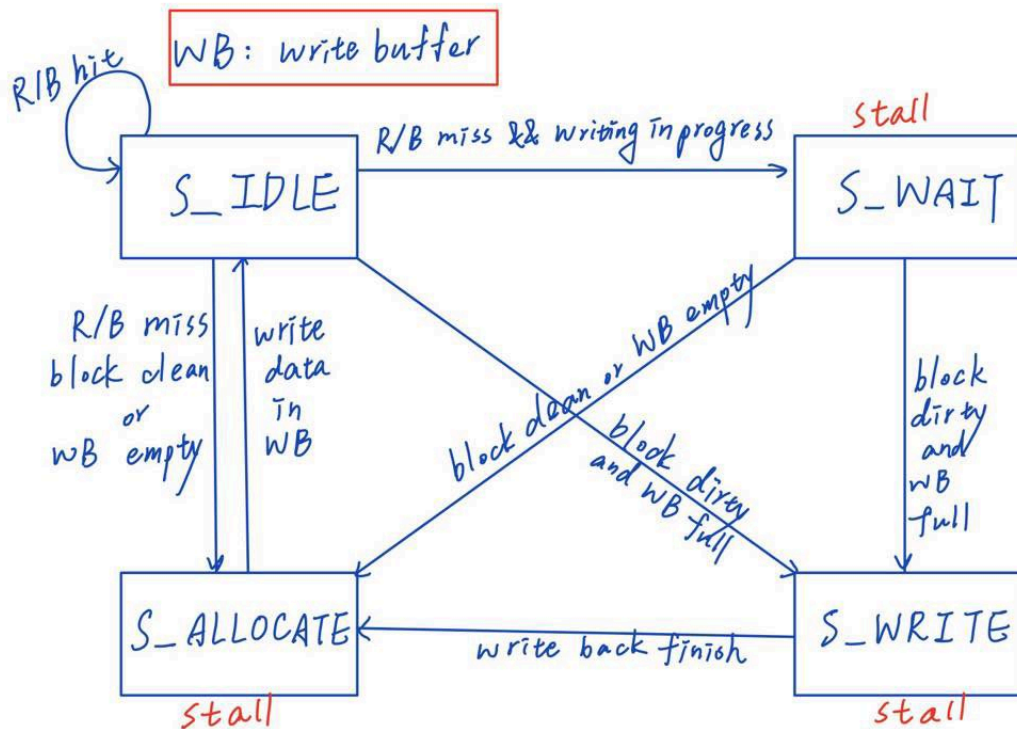 WB: write buffer
R/B hit
stall
R/B miss && writing in progress
S_IDLE
S_WAIT
R/B miss
block clean
or
WB empty
write
data
in
WB
block clean or WB empty
block dirty
and WB full
block
dirty
and
WB
full
S_ALLOCATE
write back finish
S_WRITE
stall
stall